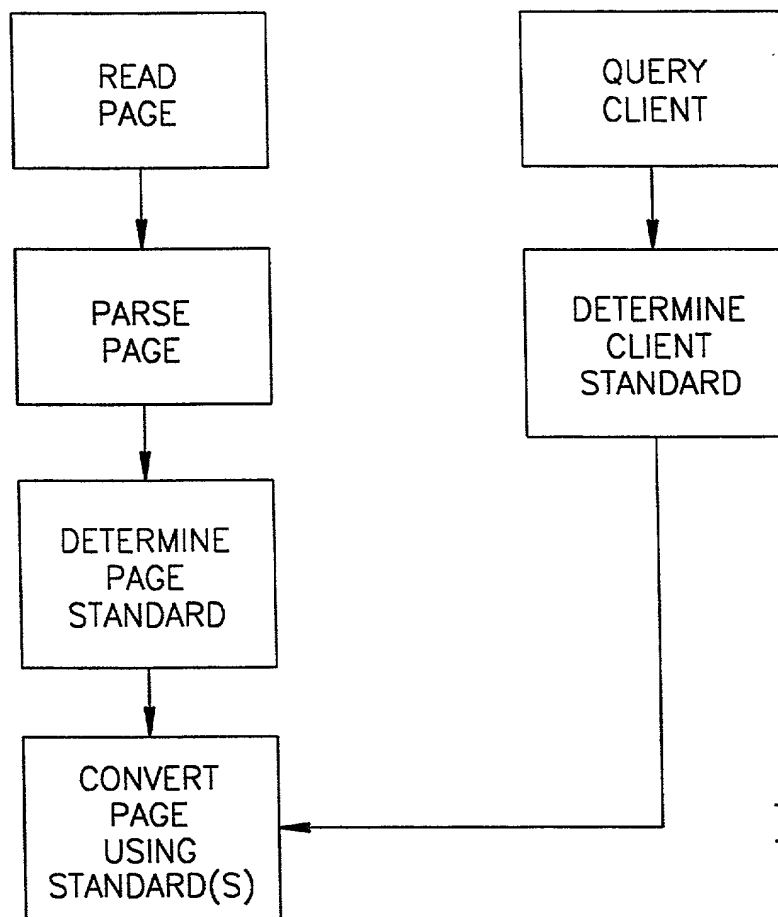 READ
PAGE
QUERY
CLIENT
PARSE
PAGE
DETERMINE
CLIENT
STANDARD
DETERMINE
PAGE
STANDARD
CONVERT
PAGE
USING
STANDARD(S)